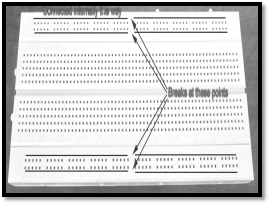 Connected internally this way
Breaks at these points